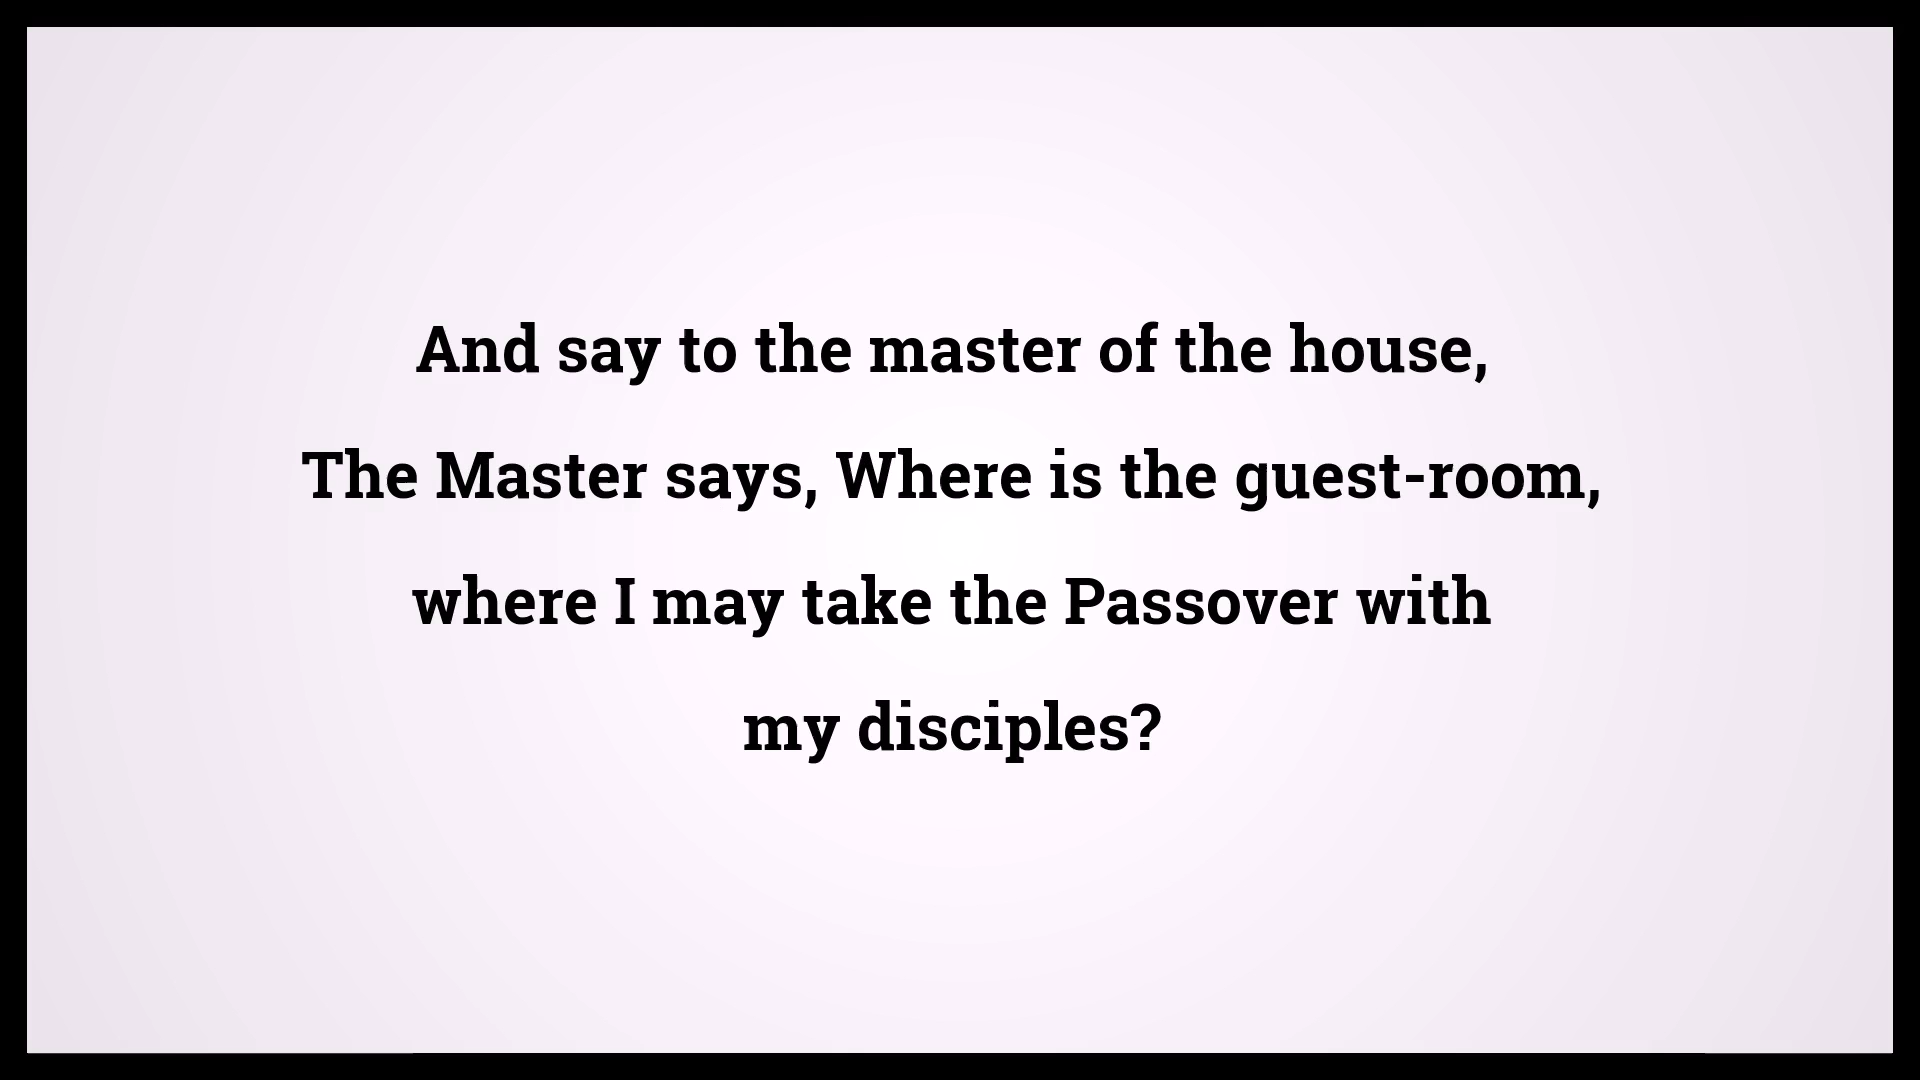 And say to the master of the house,
The Master says, Where is the guest-room,
where I may take the Passover with
my disciples?